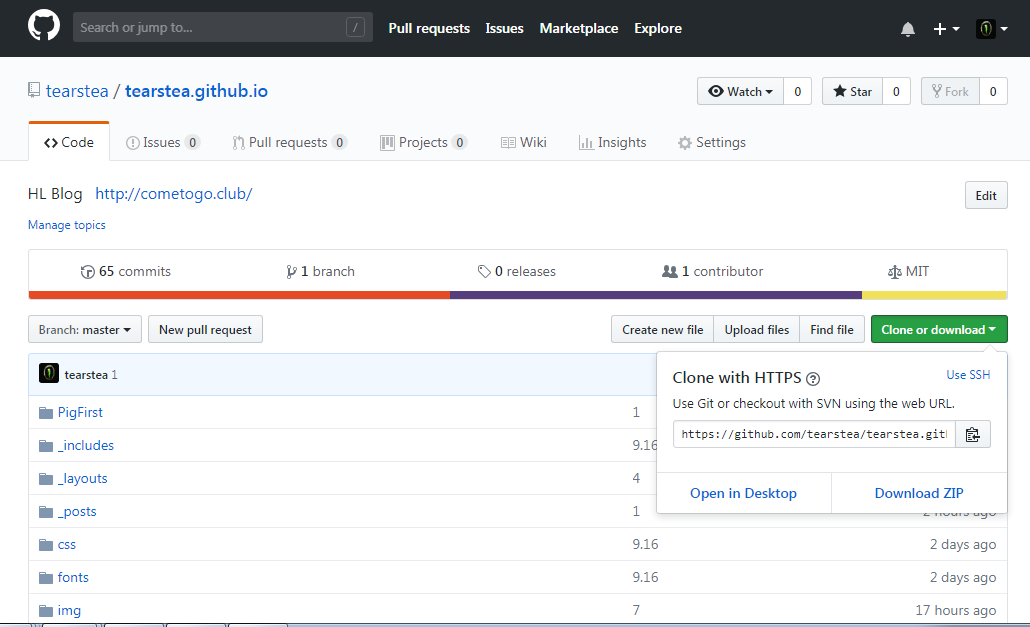 Search or jump to... / Pull requests Issues Marketplace Explore
tearstea / tearstea.github.io Watch 0 Star 0 Fork 0
Code Issues 0 Pull requests 0 Projects 0 Wiki Insights Settings
HL Blog http://cometogo.club/ Edit
Manage topics
65 commits 1 branch 0 releases 1 contributor MIT
Branch: master New pull request Create new file Upload files Find file Clone or download
tearstea 1
Clone with HTTPS ? Use SSH
Use Git or checkout with SVN using the web URL.
https://github.com/tearstea/tearstea.git
Open in Desktop Download ZIP
PigFirst 1
_includes 9.16
_layouts 4
_posts 1 2 hours ago
css 9.16 2 days ago
fonts 9.16 2 days ago
img 7 17 hours ago